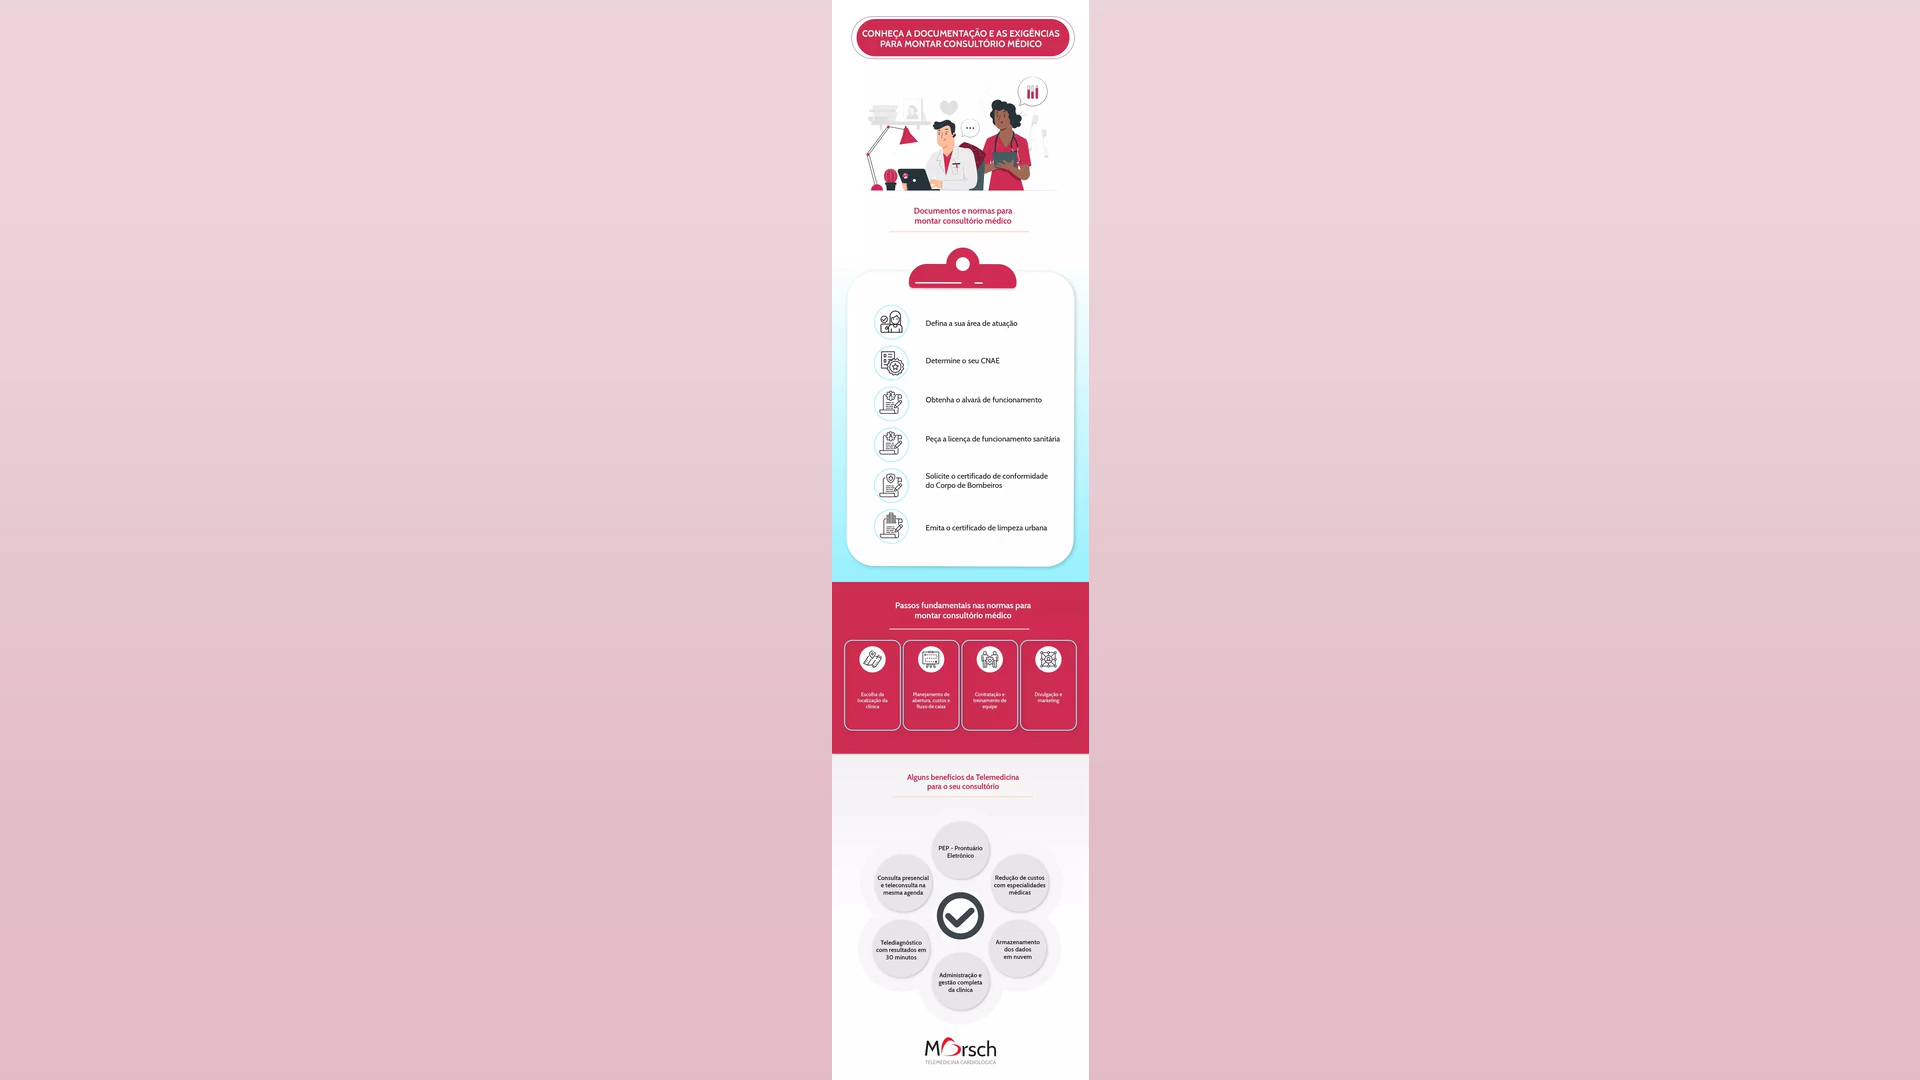 CONHEÇA A DOCUMENTAÇÃO E AS EXIGÊNCIAS
PARA MONTAR CONSULTÓRIO MÉDICO
Documentos e normas para
montar consultório médico
Defina a sua área de atuação
Determine o seu CNAE
Obtenha o alvará de funcionamento
Peça a licença de funcionamento sanitária
Solicite o certificado de conformidade
do Corpo de Bombeiros
Emita o certificado de limpeza urbana
Passos fundamentais nas normas para
montar consultório médico
Escolha da
localização da
clínica
Planejamento de
abertura, custos e
fluxo de caixa
Contratação e
treinamento de
equipe
Divulgação e
marketing
Alguns benefícios da Telemedicina
para o seu consultório
PEP - Prontuário
Eletrônico
Consulta presencial
e teleconsulta na
mesma agenda
Redução de custos
com especialidades
médicas
Telediagnóstico
com resultados em
30 minutos
Armazenamento
dos dados
em nuvem
Administração e
gestão completa
da clínica
Morsch
TELEMEDICINA CARDIOLOGICA